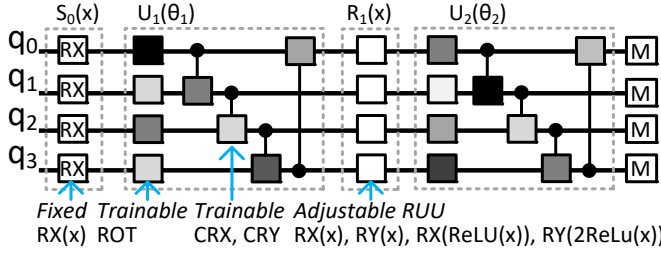 S₀(x) U₁(θ₁) R₁(x) U₂(θ₂)
q₀ RX M
q₁ RX M
q₂ RX M
q₃ RX M
Fixed Trainable Trainable Adjustable RUU
RX(x) ROT CRX, CRY RX(x), RY(x), RX(ReLU(x)), RY(2ReLu(x))